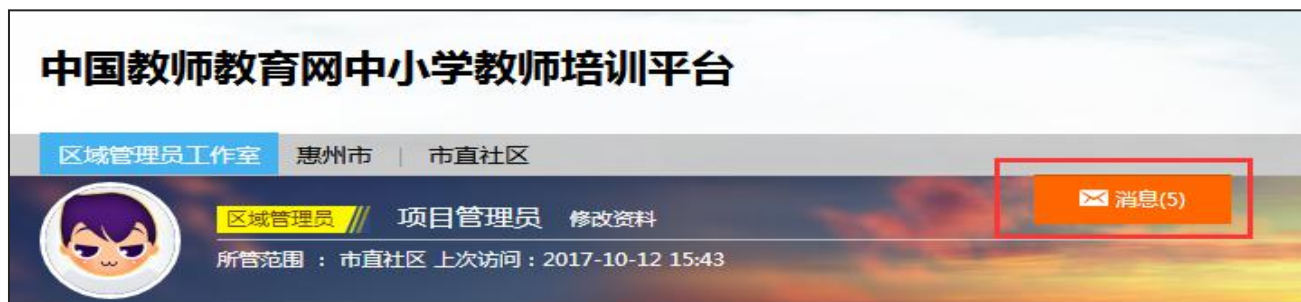 中国教师教育网中小学教师培训平台
区域管理员工作室 惠州市 | 市直社区
消息(5)
区域管理员 项目管理员 修改资料
所管范围 : 市直社区 上次访问 : 2017-10-12 15:43